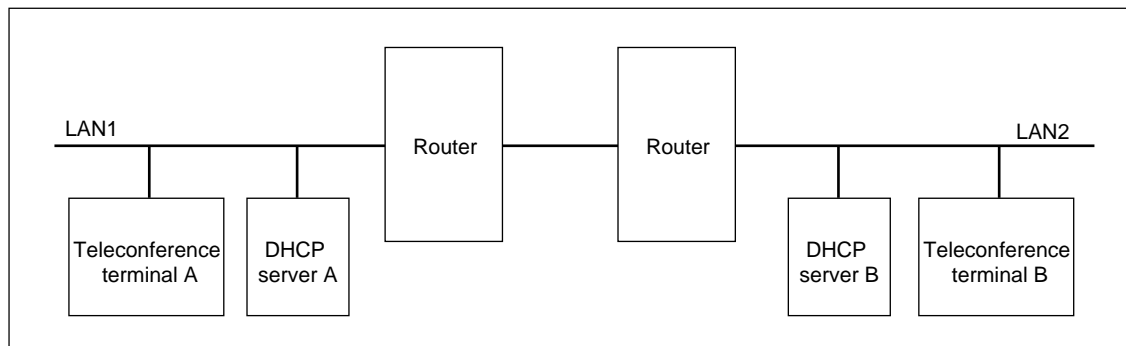 LAN1
Router
Router
LAN2
Teleconference
terminal A
DHCP
server A
DHCP
server B
Teleconference
terminal B